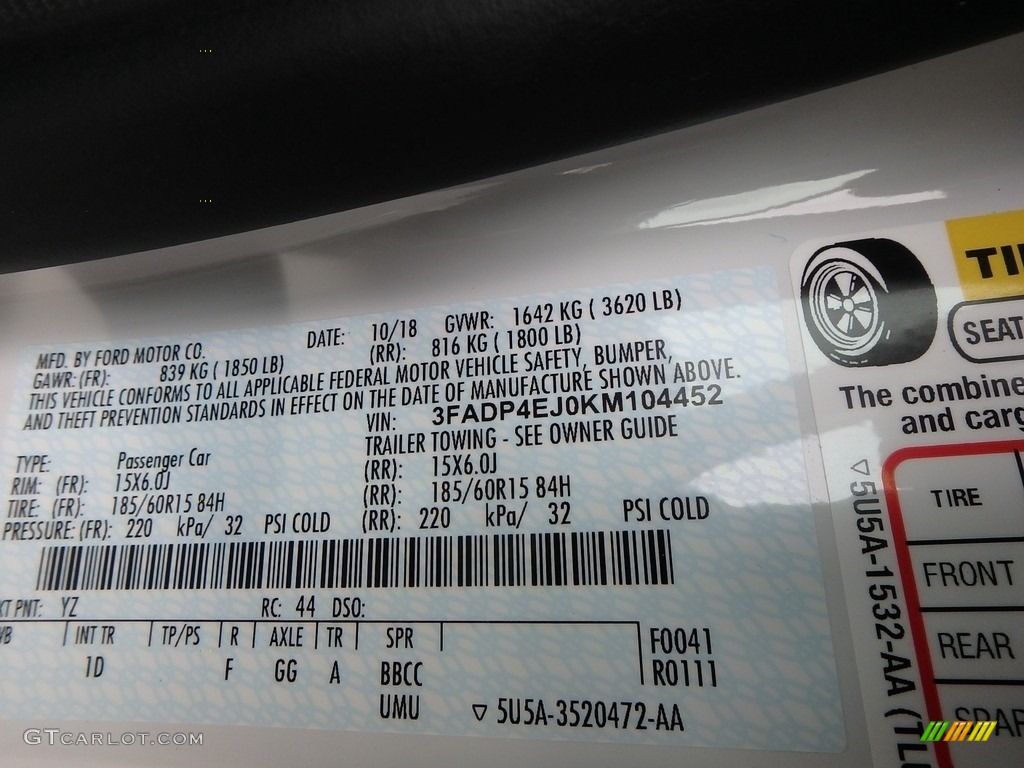 MFD. BY FORD MOTOR CO. DATE: 10/18 GVWR: 1642 KG ( 3620 LB)
GAWR: (FR): 839 KG ( 1850 LB) (RR): 816 KG ( 1800 LB)
THIS VEHICLE CONFORMS TO ALL APPLICABLE FEDERAL MOTOR VEHICLE SAFETY, BUMPER,
AND THEFT PREVENTION STANDARDS IN EFFECT ON THE DATE OF MANUFACTURE SHOWN ABOVE.
VIN: 3FADP4EJ0KM104452
TYPE: Passenger Car TRAILER TOWING - SEE OWNER GUIDE
RIM: (FR): 15X6.0J (RR): 15X6.0J
TIRE: (FR): 185/60R15 84H (RR): 185/60R15 84H
PRESSURE: (FR): 220 kPa/ 32 PSI COLD (RR): 220 kPa/ 32 PSI COLD
XT PNT: YZ RC: 44 DSO:
WB INT TR TP/PS R AXLE TR SPR F0041
1D F GG A BBCC R0111
UMU ▽ 5U5A-3520472-AA
TI
SEAT
The combine
and carg
▽5U5A-1532-AA (TL
TIRE
FRONT
REAR
SPAR
GTCARLOT.COM